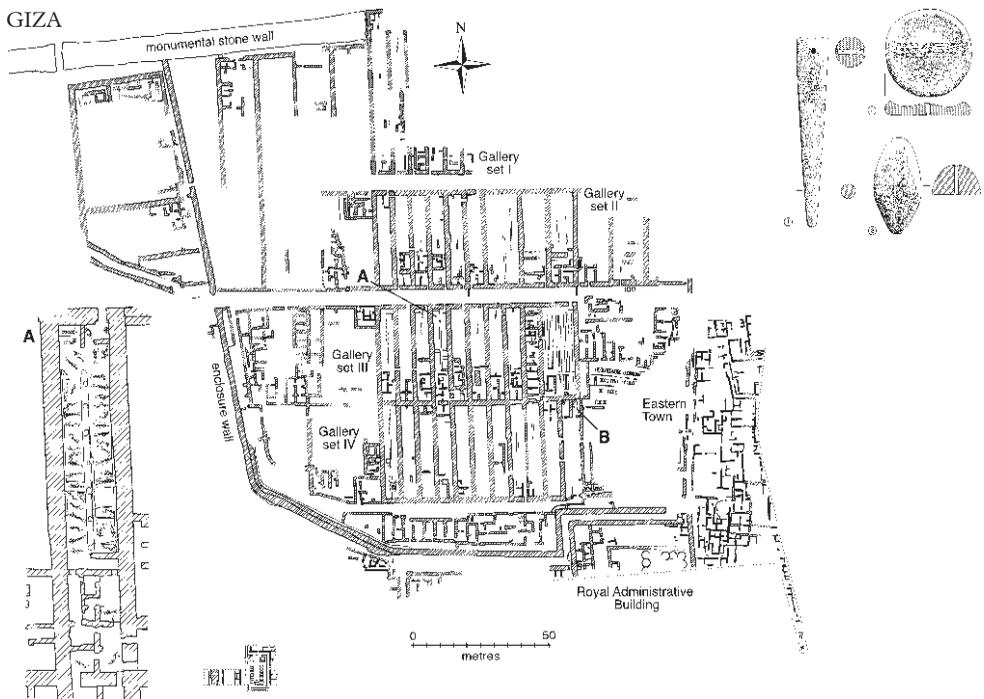 GIZA
monumental stone wall
N
Gallery
set I
Gallery
set II
A
A
Gallery
set III
enclosure wall
Eastern
Town
B
Gallery
set IV
Royal Administrative
Building
0 50
metres